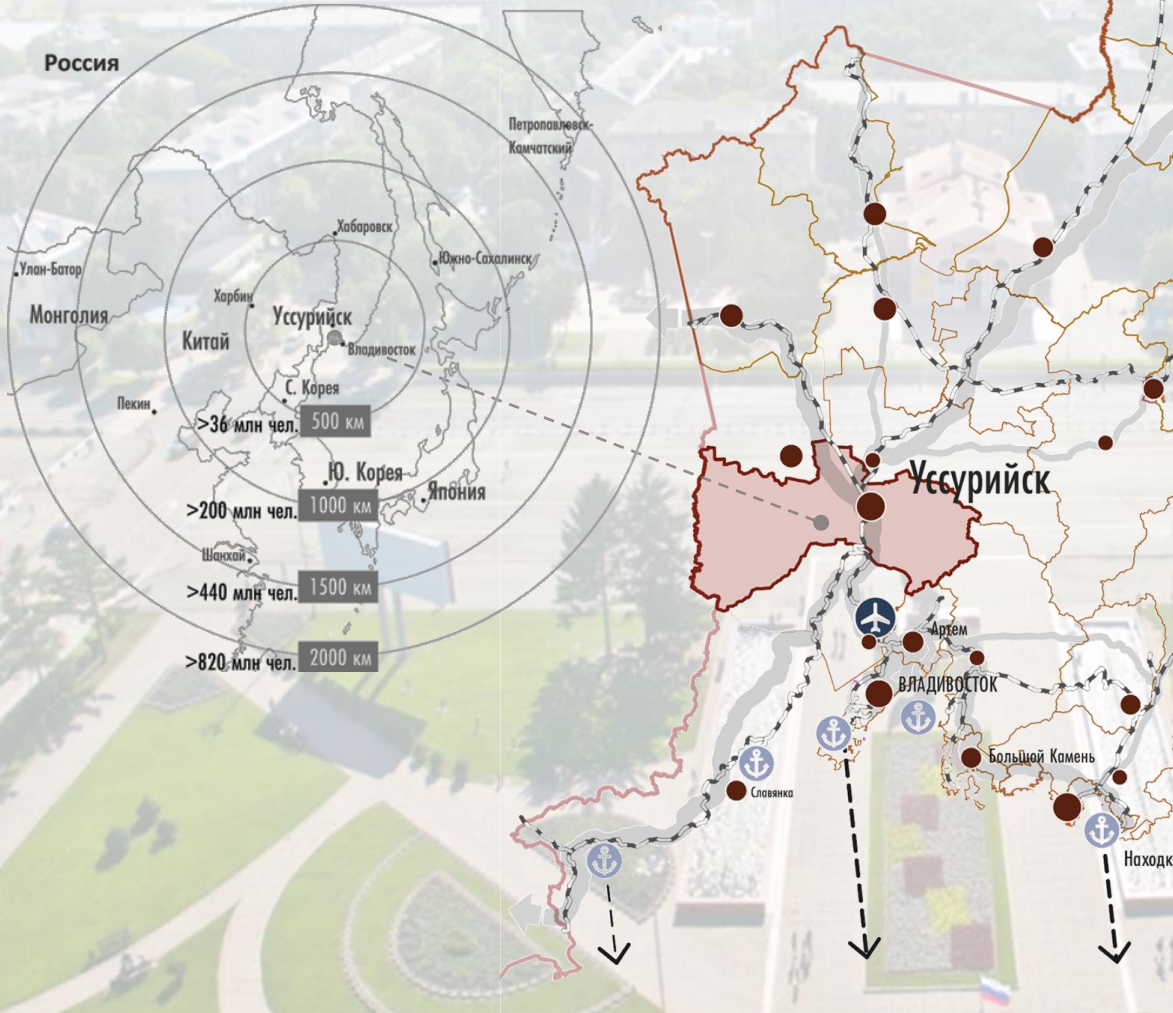 Россия
Петропавловск-
Камчатский
Хабаровск
Южно-Сахалинск
Улан-Батор
Харбин
Монголия
Уссурийск
Китай
Владивосток
С. Корея
Пекин
>36 млн чел. 500 км
Ю. Корея
Япония
>200 млн чел. 1000 км
Шанхай
>440 млн чел. 1500 км
>820 млн чел. 2000 км
Уссурийск
Артем
ВЛАДИВОСТОК
Большой Камень
Славянка
Находк